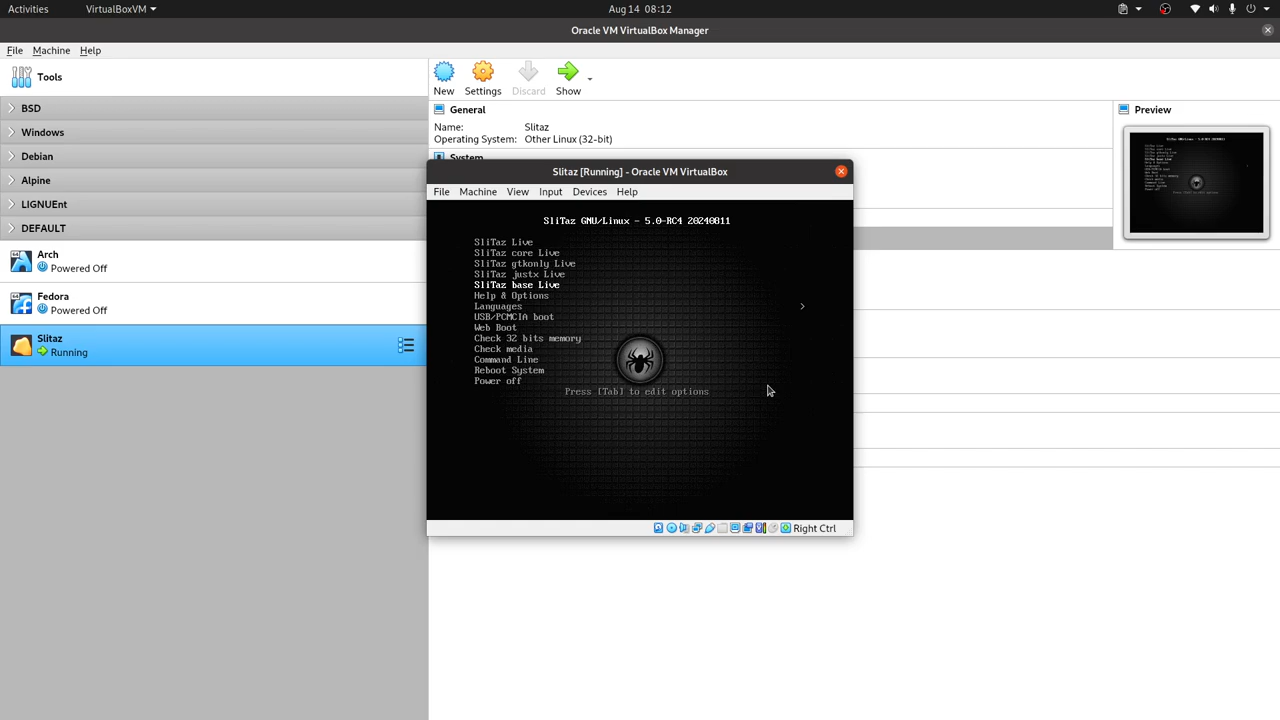 Activities
VirtualBoxVM
Aug 14 08:12
Oracle VM VirtualBox Manager
File Machine Help
Tools
BSD
Windows
Debian
Alpine
LIGNUEnt
DEFAULT
Arch
Powered Off
Fedora
Powered Off
Slitaz
Running
New Settings Discard Show
General
Name: Slitaz
Operating System: Other Linux (32-bit)
System
Preview
Slitaz [Running] - Oracle VM VirtualBox
File Machine View Input Devices Help
SliTaz GNU/Linux - 5.0-RC4 20240811
SliTaz Live
SliTaz core Live
SliTaz gtkonly Live
SliTaz justx Live
SliTaz base Live
Help & Options
Languages >
USB/PCMCIA boot
Web Boot
Check 32 bits memory
Check media
Command Line
Reboot System
Power off
Press [Tab] to edit options
Right Ctrl